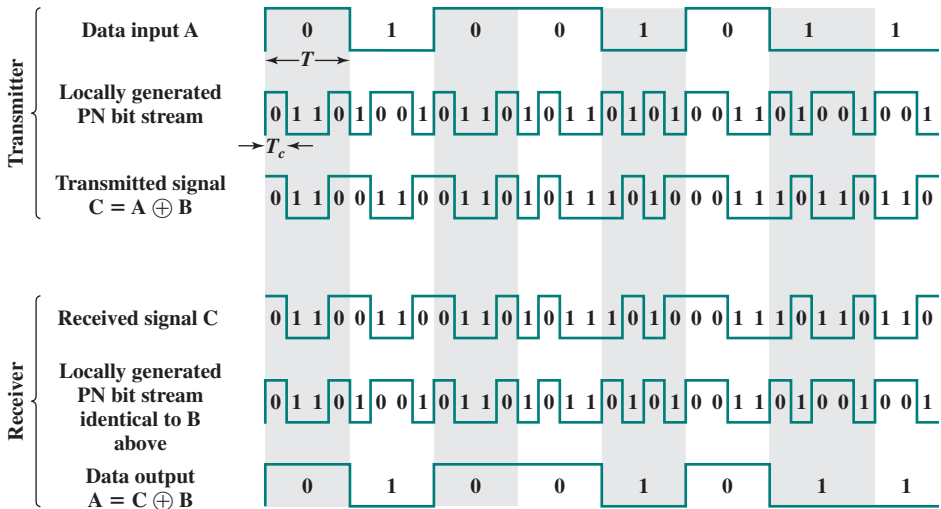 Transmitter
Data input A
0 1 0 0 1 0 1 1
T
Locally generated
PN bit stream
0 1 1 0 1 0 0 1 0 1 1 0 1 0 1 1 0 1 0 1 0 0 1 1 0 1 0 0 1 0 0 1
Tc
Transmitted signal
C = A ⊕ B
0 1 1 0 0 1 1 0 0 1 1 0 1 0 1 1 1 0 1 0 0 0 1 1 1 0 1 1 0 1 1 0
Receiver
Received signal C
0 1 1 0 0 1 1 0 0 1 1 0 1 0 1 1 1 0 1 0 0 0 1 1 1 0 1 1 0 1 1 0
Locally generated
PN bit stream
identical to B
above
0 1 1 0 1 0 0 1 0 1 1 0 1 0 1 1 0 1 0 1 0 0 1 1 0 1 0 0 1 0 0 1
Data output
A = C ⊕ B
0 1 0 0 1 0 1 1